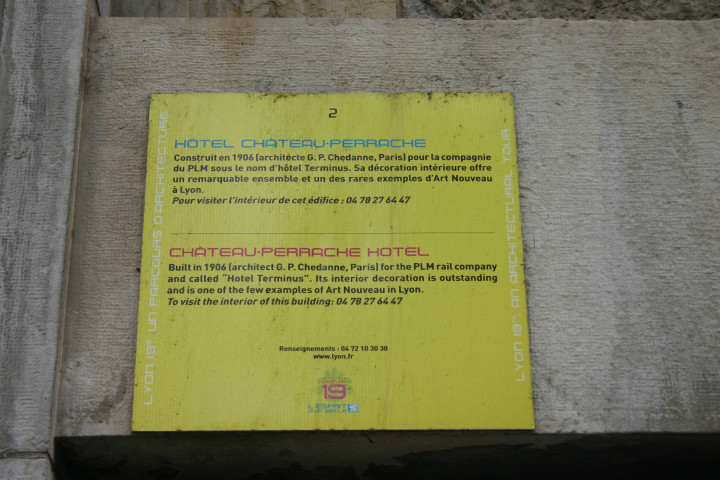 2
HÔTEL CHÂTEAU-PERRACHE
Construit en 1906 (architecte G. P. Chedanne, Paris) pour la compagnie
du PLM sous le nom d'hôtel Terminus. Sa décoration intérieure offre
un remarquable ensemble et un des rares exemples d'Art Nouveau
à Lyon.
Pour visiter l'intérieur de cet édifice : 04 78 27 64 47
CHÂTEAU-PERRACHE HOTEL
Built in 1906 (architect G. P. Chedanne, Paris) for the PLM rail company
and called "Hotel Terminus". Its interior decoration is outstanding
and is one of the few examples of Art Nouveau in Lyon.
To visit the interior of this building: 04 78 27 64 47
Renseignements : 04 72 10 30 30
www.lyon.fr
19
L'ESPRIT
LYON 19e UN PARCOURS D'ARCHITECTURE
LYON 19th AN ARCHITECTURAL TOUR